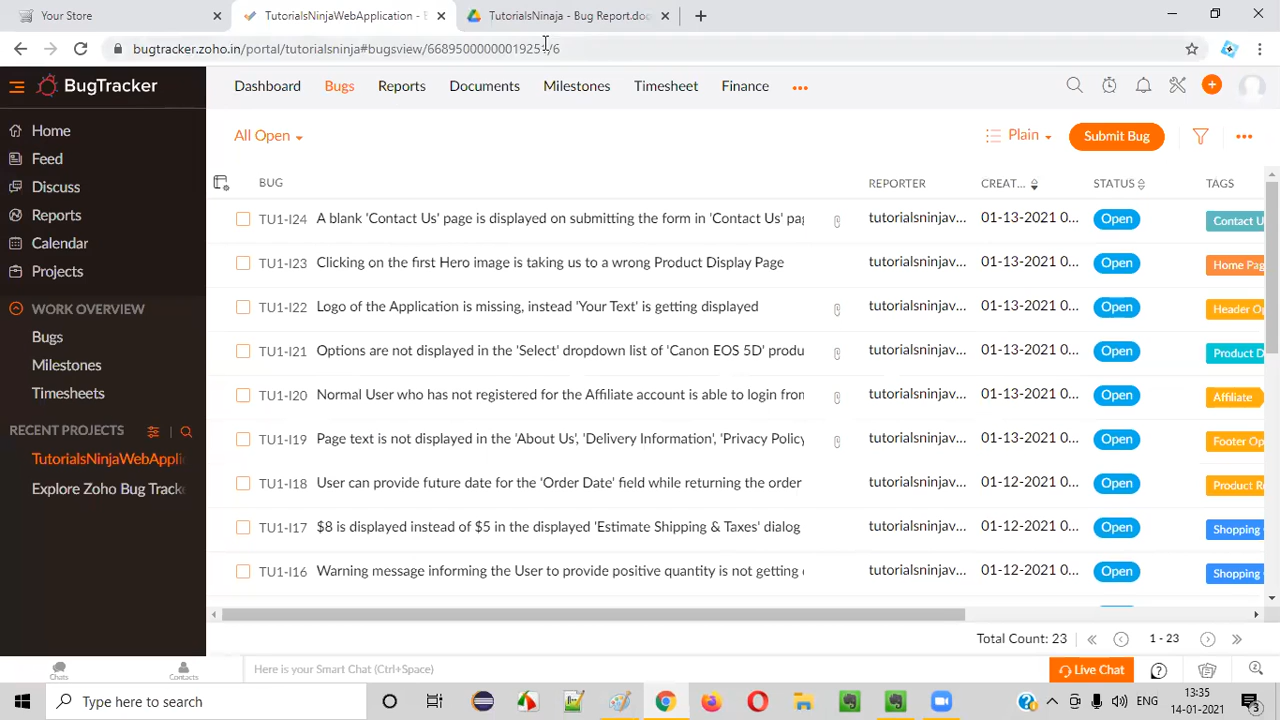 Your Store
TutorialsNinjaWebApplication - E
TutorialsNinaja - Bug Report.doc
bugtracker.zoho.in/portal/tutorialsninja#bugsview/66895000000019253/6
BugTracker
Dashboard
Bugs
Reports
Documents
Milestones
Timesheet
Finance
Home
Feed
Discuss
Reports
Calendar
Projects
WORK OVERVIEW
Bugs
Milestones
Timesheets
RECENT PROJECTS
TutorialsNinjaWebApplic
Explore Zoho Bug Tracke
All Open
Plain
Submit Bug
BUG REPORTER CREAT... STATUS TAGS
TU1-I24 A blank 'Contact Us' page is displayed on submitting the form in 'Contact Us' pag tutorialsninjav... 01-13-2021 0... Open Contact U
TU1-I23 Clicking on the first Hero image is taking us to a wrong Product Display Page tutorialsninjav... 01-13-2021 0... Open Home Pag
TU1-I22 Logo of the Application is missing, instead 'Your Text' is getting displayed tutorialsninjav... 01-13-2021 0... Open Header Op
TU1-I21 Options are not displayed in the 'Select' dropdown list of 'Canon EOS 5D' produ tutorialsninjav... 01-13-2021 0... Open Product D
TU1-I20 Normal User who has not registered for the Affiliate account is able to login from tutorialsninjav... 01-13-2021 0... Open Affiliate
TU1-I19 Page text is not displayed in the 'About Us', 'Delivery Information', 'Privacy Policy tutorialsninjav... 01-13-2021 0... Open Footer Op
TU1-I18 User can provide future date for the 'Order Date' field while returning the order tutorialsninjav... 01-12-2021 0... Open Product R
TU1-I17 $8 is displayed instead of $5 in the displayed 'Estimate Shipping & Taxes' dialog tutorialsninjav... 01-12-2021 0... Open Shopping
TU1-I16 Warning message informing the User to provide positive quantity is not getting tutorialsninjav... 01-12-2021 0... Open Shopping
Total Count: 23 1 - 23
Chats
Contacts
Here is your Smart Chat (Ctrl+Space)
Live Chat
Type here to search
ENG
13:35
14-01-2021